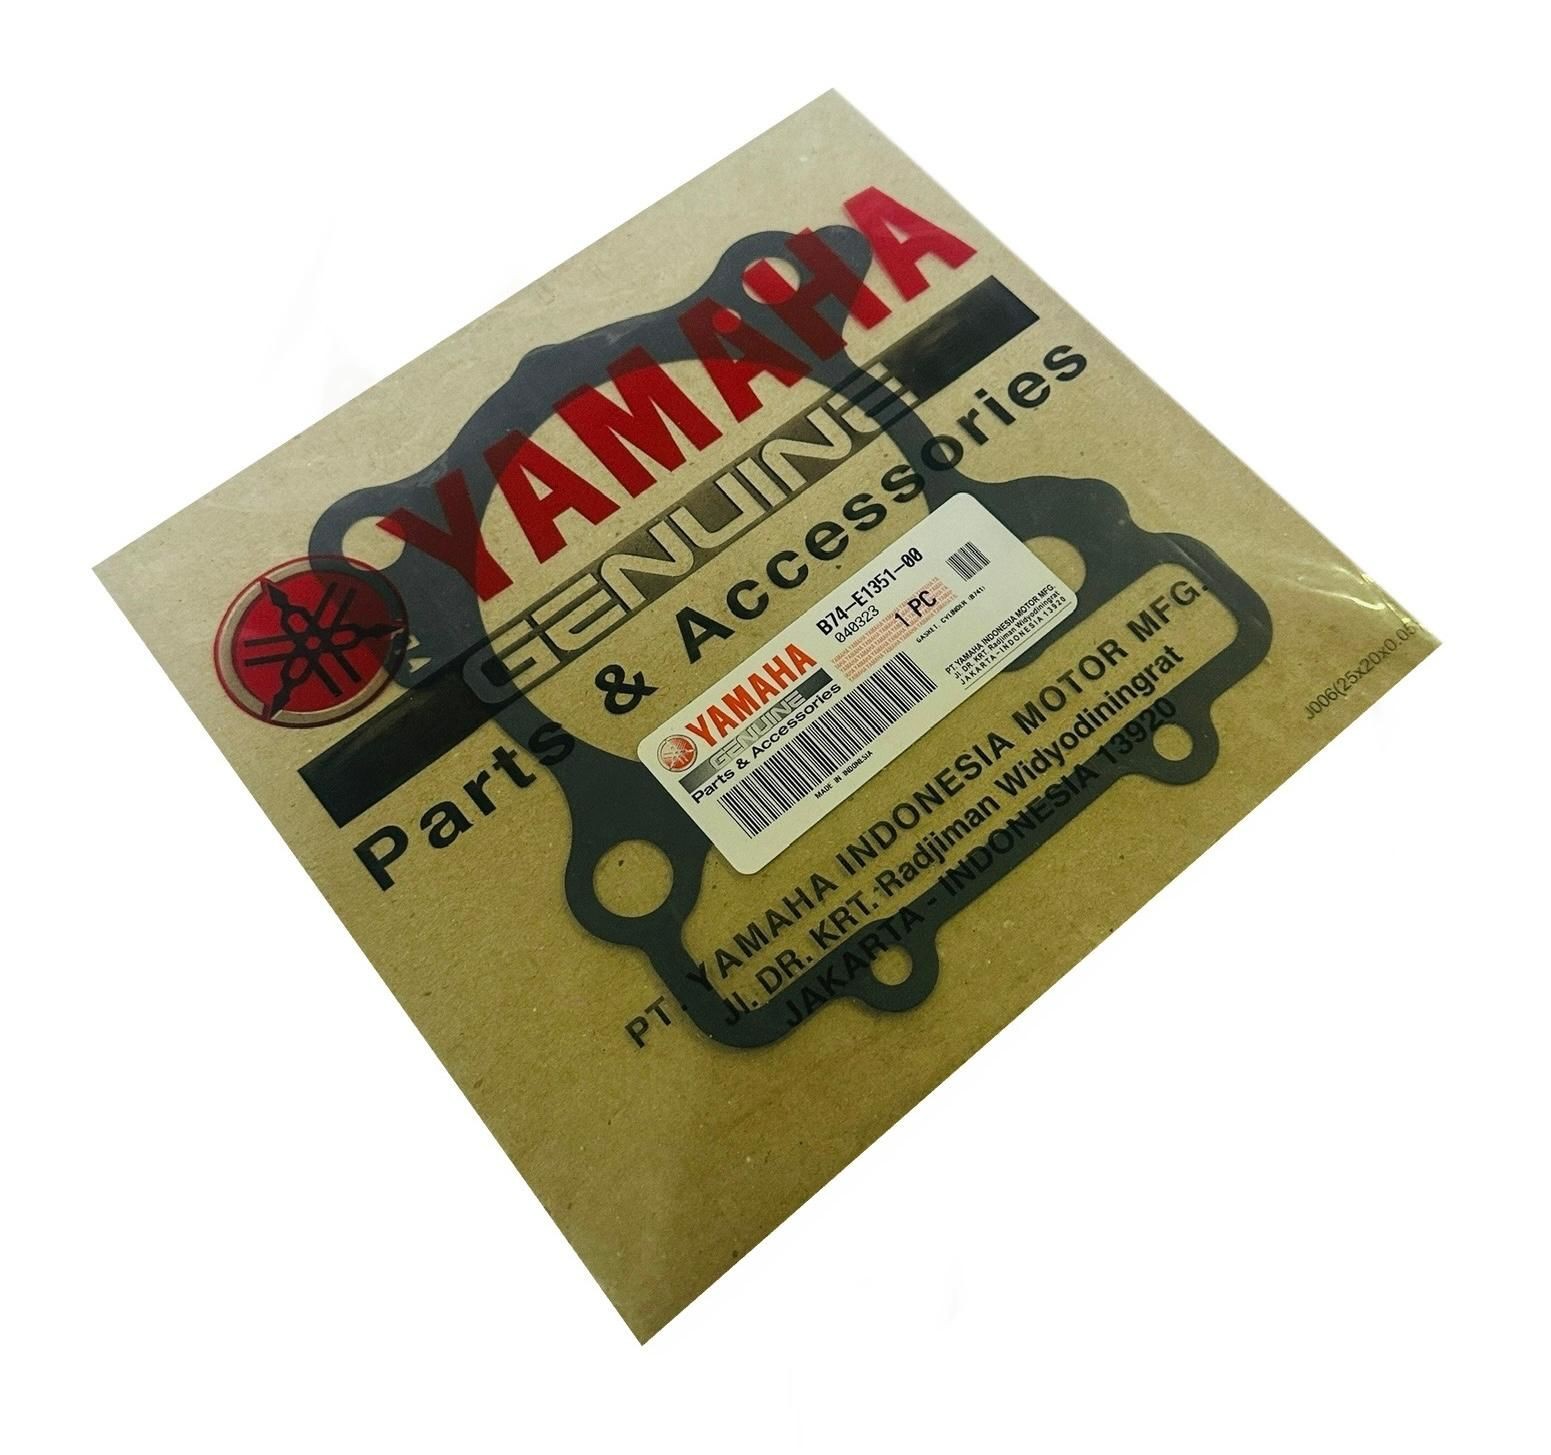 YAMAHA
GENUINE
Parts & Accessories
B74-E1351-00
040323
1 PC
GASKET, CYLINDER (B741)
YAMAHA
GENUINE
Parts & Accessories
MADE IN INDONESIA
PT. YAMAHA INDONESIA MOTOR MFG.
Jl. DR. KRT. Radjiman Widyodiningrat
JAKARTA - INDONESIA 13920
PT. YAMAHA INDONESIA MOTOR MFG.
Jl. DR. KRT. Radjiman Widyodiningrat
JAKARTA - INDONESIA 13920